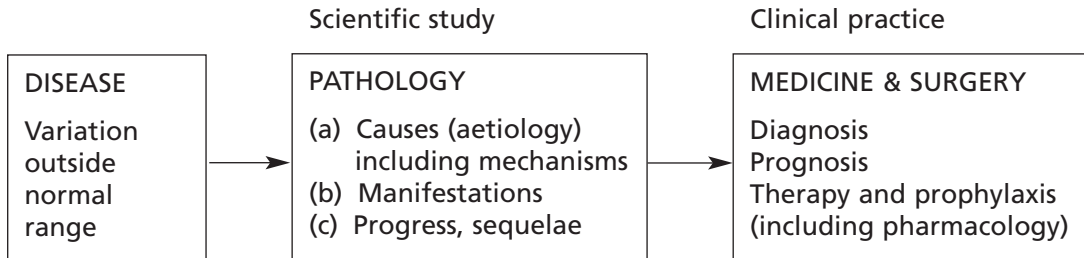 Scientific study
Clinical practice
DISEASE
Variation
outside
normal
range
PATHOLOGY
(a) Causes (aetiology)
including mechanisms
(b) Manifestations
(c) Progress, sequelae
MEDICINE & SURGERY
Diagnosis
Prognosis
Therapy and prophylaxis
(including pharmacology)